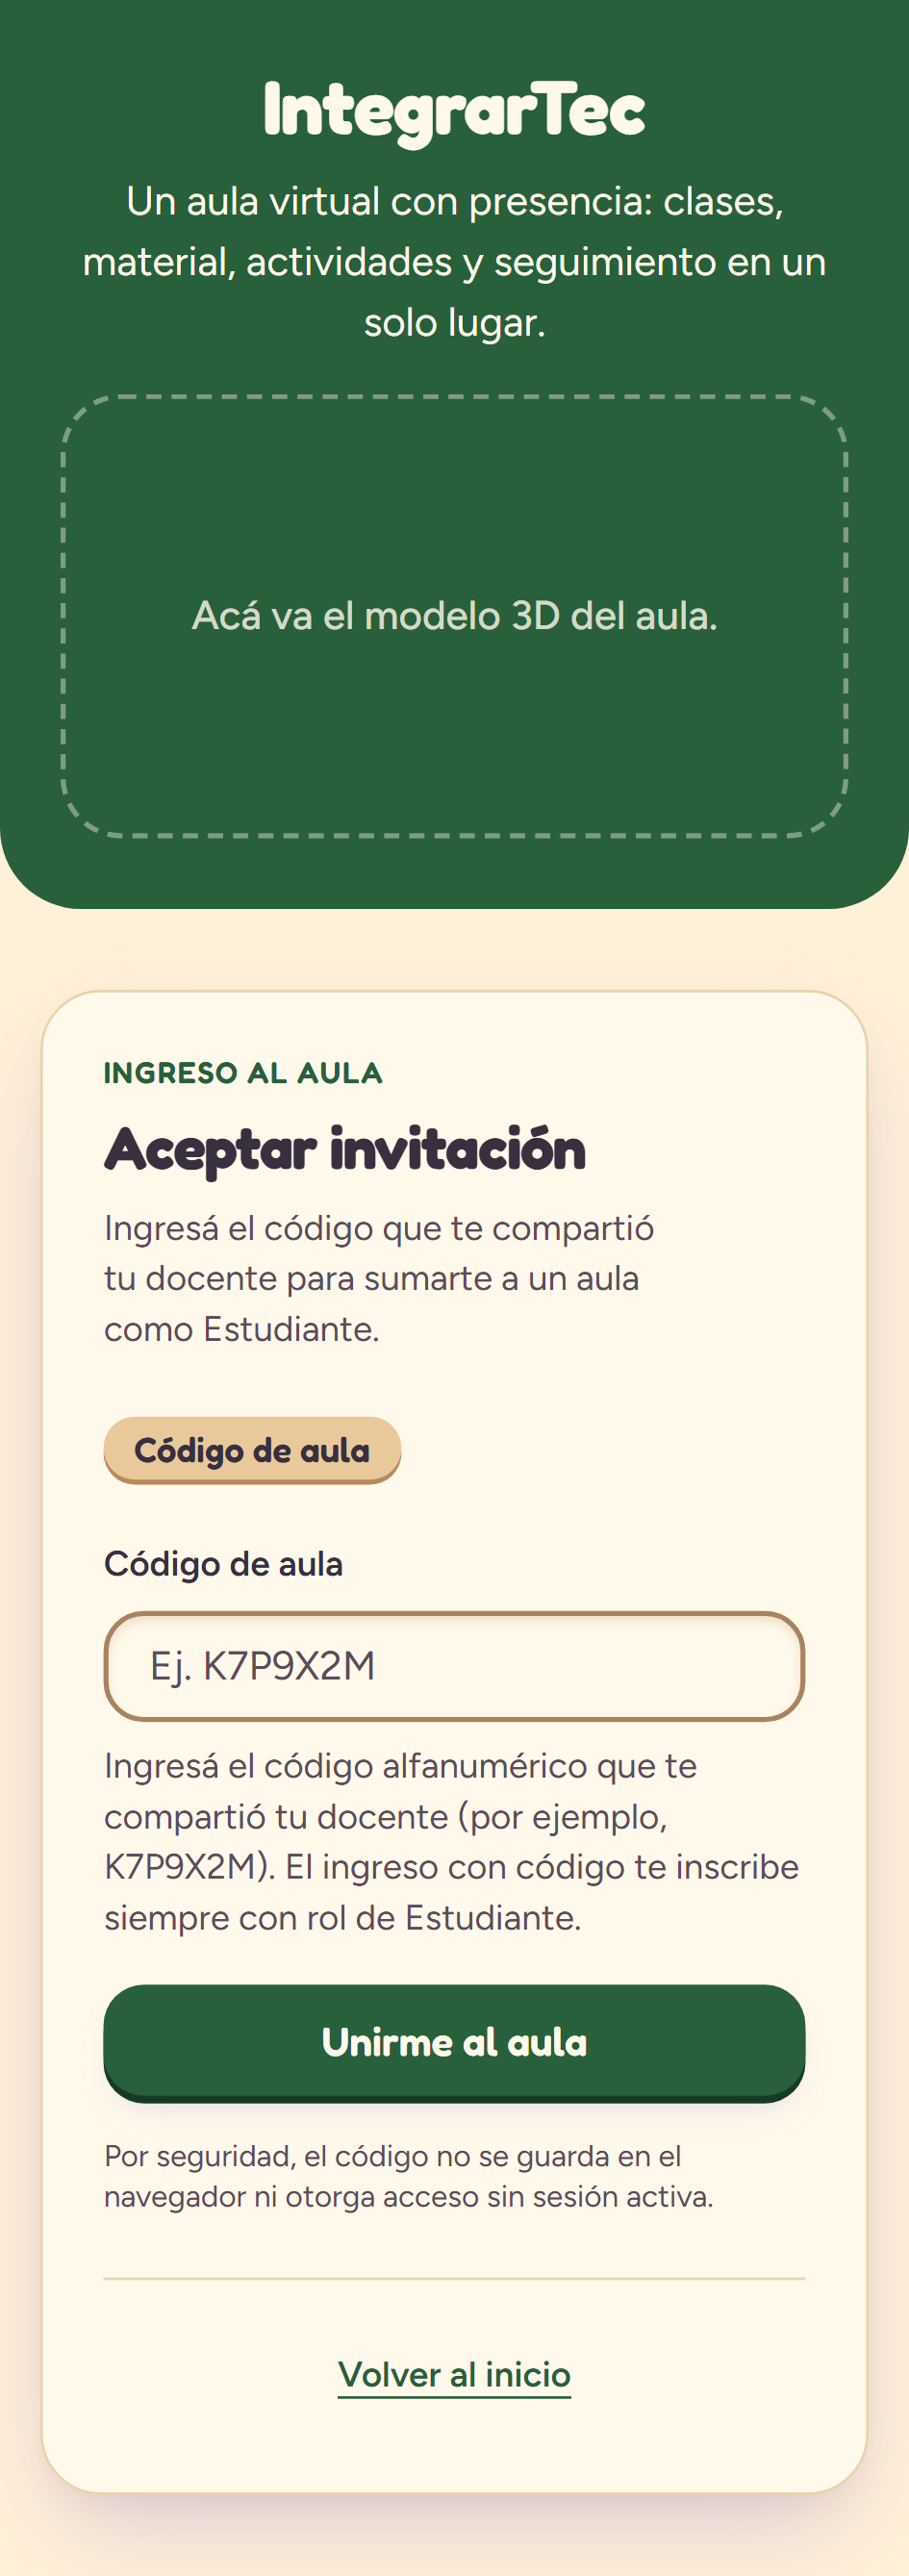 IntegrarTec
Un aula virtual con presencia: clases,
material, actividades y seguimiento en un
solo lugar.
Acá va el modelo 3D del aula.
INGRESO AL AULA
Aceptar invitación
Ingresá el código que te compartió
tu docente para sumarte a un aula
como Estudiante.
Código de aula
Código de aula
Ej. K7P9X2M
Ingresá el código alfanumérico que te
compartió tu docente (por ejemplo,
K7P9X2M). El ingreso con código te inscribe
siempre con rol de Estudiante.
Unirme al aula
Por seguridad, el código no se guarda en el
navegador ni otorga acceso sin sesión activa.
Volver al inicio